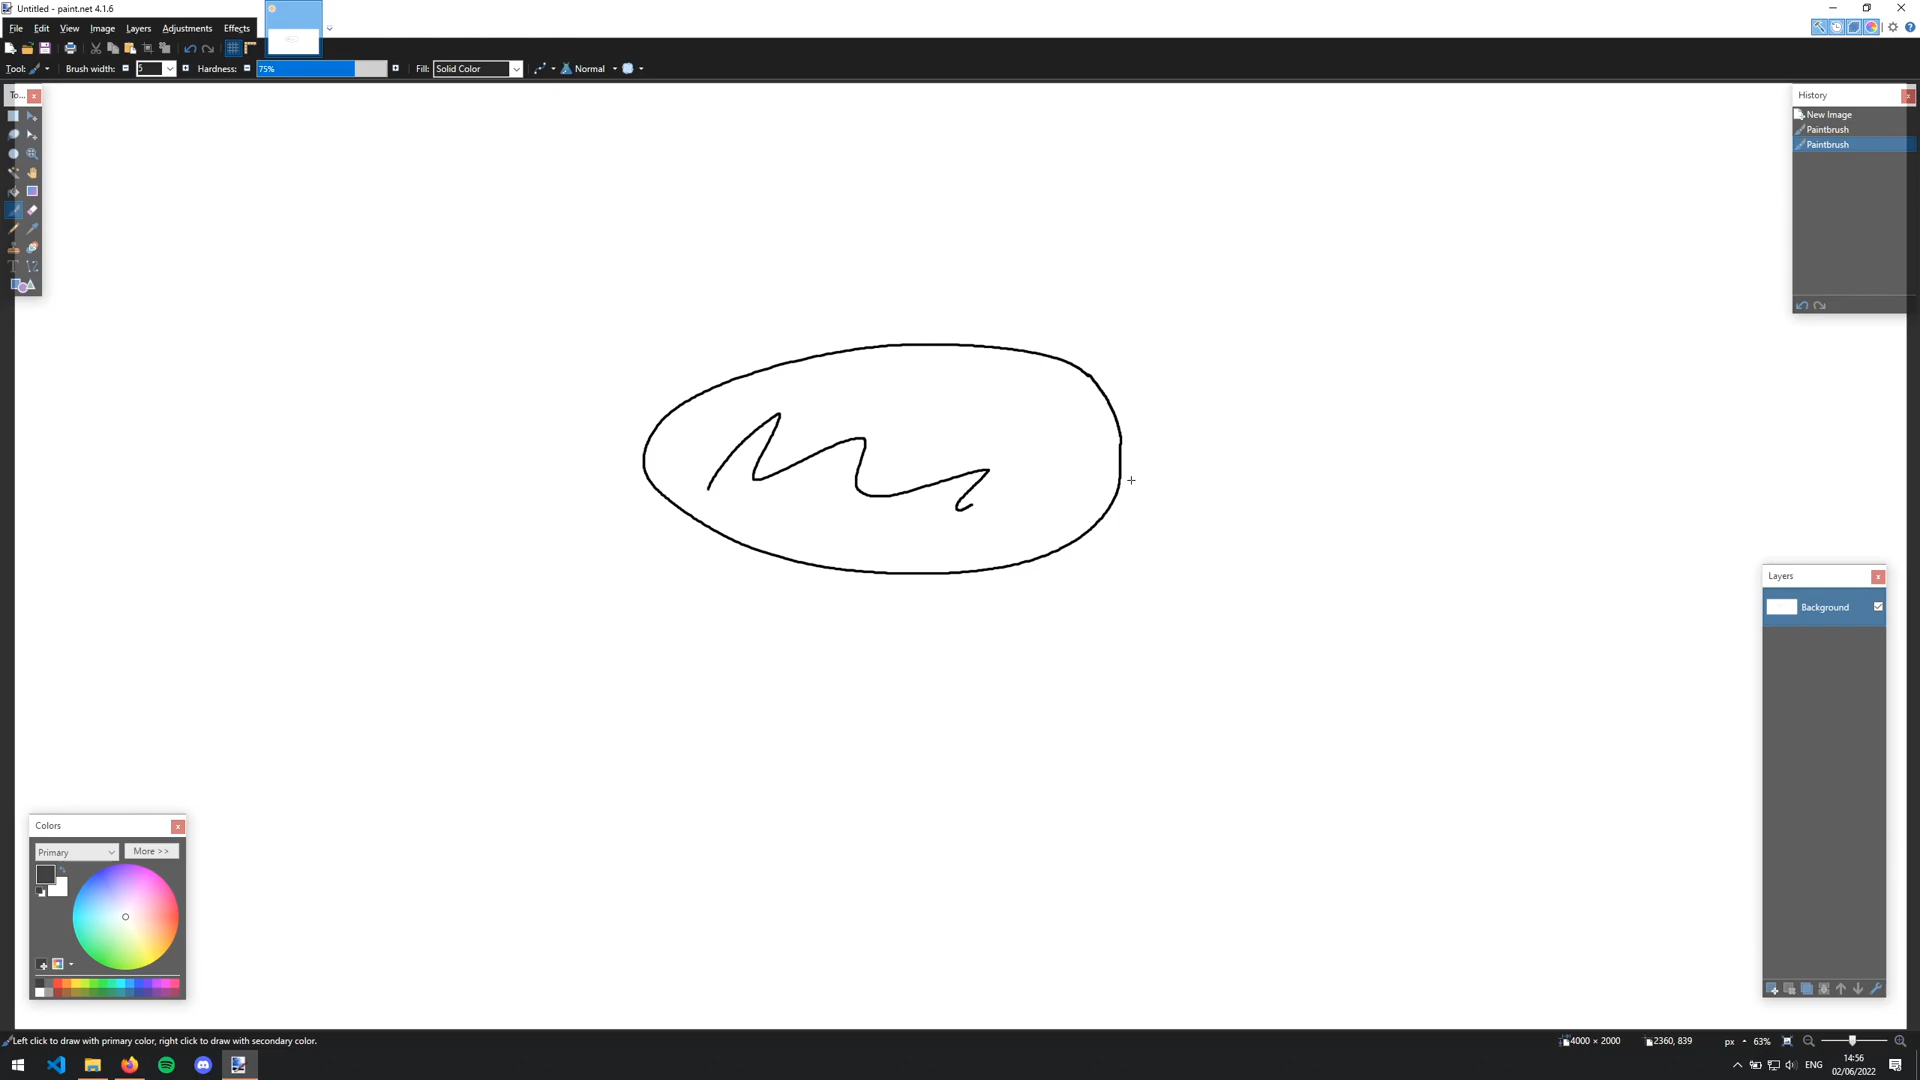 Untitled - paint.net 4.1.6
File Edit View Image Layers Adjustments Effects
Tool: Brush width: 5 Hardness: 75% Fill: Solid Color Normal
To...
History
New Image
Paintbrush
Paintbrush
Layers
Background
Colors
Primary More >>
Left click to draw with primary color, right click to draw with secondary color. 4000 × 2000 2360, 839 px 63%
ENG 14:56
02/06/2022